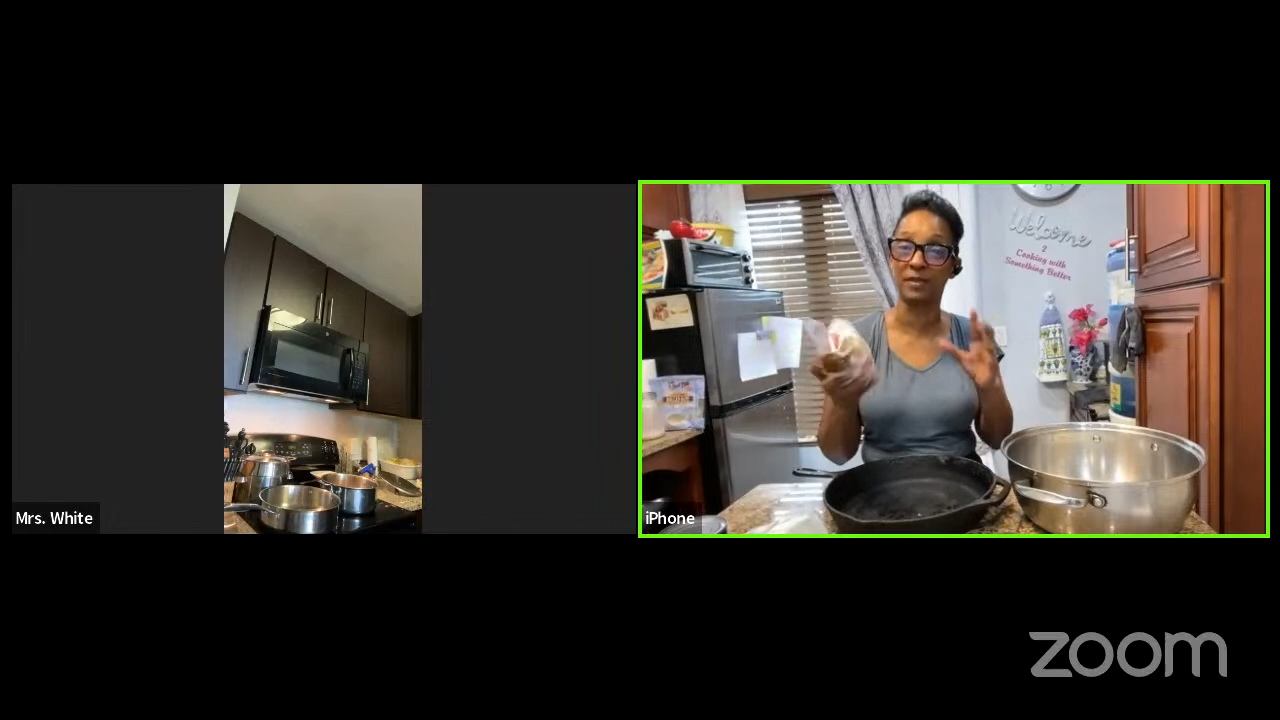 Welcome
2
Cooking with
Something Better
Mrs. White
iPhone
zoom